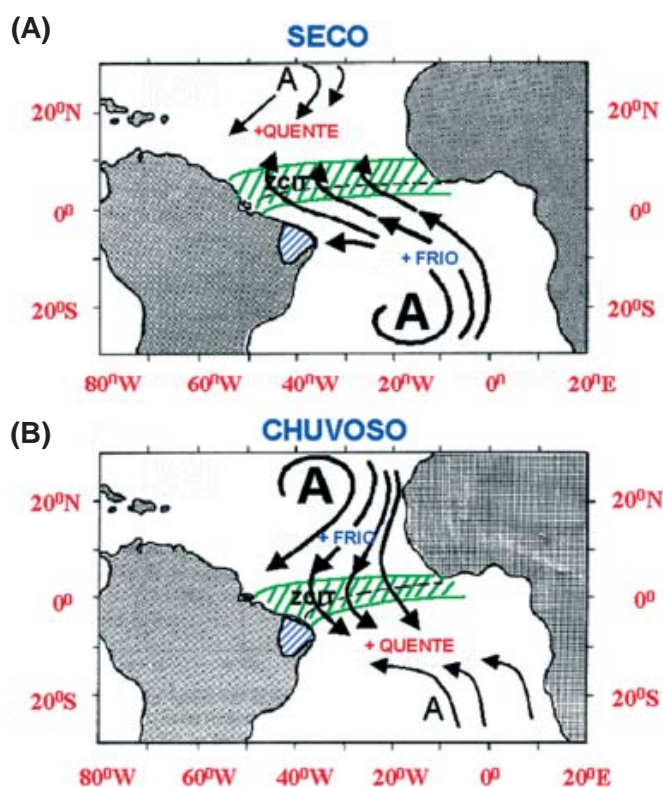 (A)
SECO
20⁰N
A
+QUENTE
20⁰N
ZCIT
0⁰
0⁰
+ FRIO
20⁰S
A
20⁰S
80⁰W 60⁰W 40⁰W 20⁰W 0⁰ 20⁰E
(B)
CHUVOSO
20⁰N
A
20⁰N
+ FRIO
ZCIT
0⁰
0⁰
+ QUENTE
20⁰S
A
20⁰S
80⁰W 60⁰W 40⁰W 20⁰W 0⁰ 20⁰E